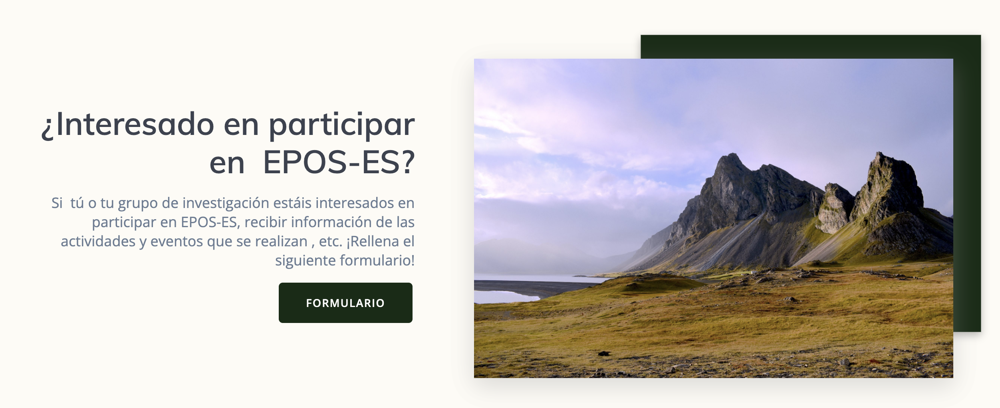 ¿Interesado en participar
en  EPOS-ES?
Si  tú o tu grupo de investigación estáis interesados en
participar en EPOS-ES, recibir información de las
actividades y eventos que se realizan , etc. ¡Rellena el
siguiente formulario!
FORMULARIO